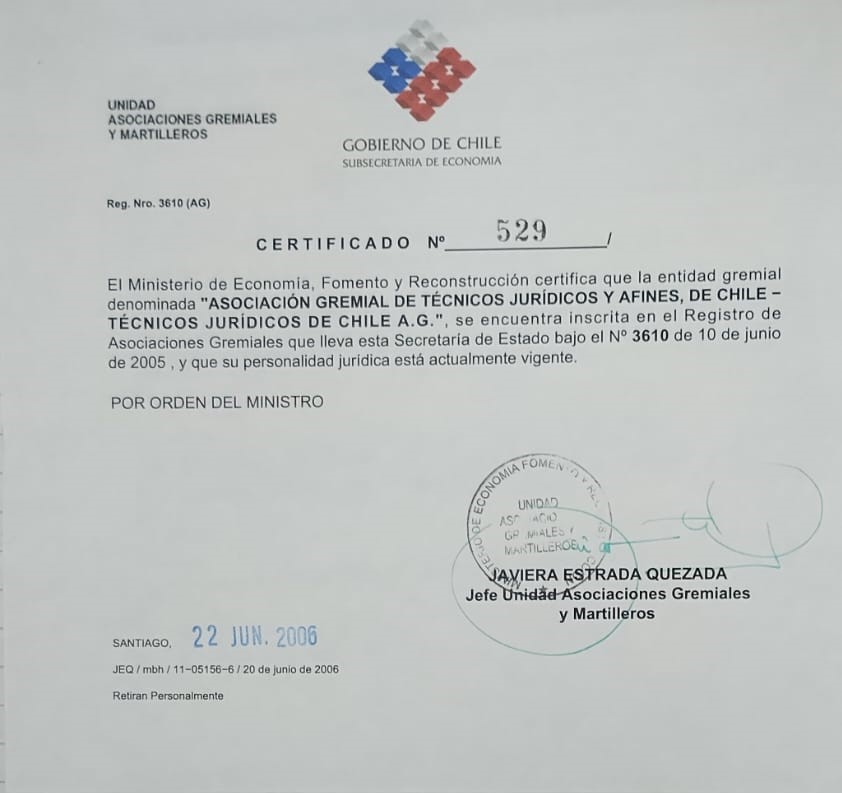 UNIDAD
ASOCIACIONES GREMIALES
Y MARTILLEROS
GOBIERNO DE CHILE
SUBSECRETARIA DE ECONOMIA
Reg. Nro. 3610 (AG)
CERTIFICADO Nº 529 /
El Ministerio de Economía, Fomento y Reconstrucción certifica que la entidad gremial
denominada "ASOCIACIÓN GREMIAL DE TÉCNICOS JURÍDICOS Y AFINES, DE CHILE –
TÉCNICOS JURÍDICOS DE CHILE A.G.", se encuentra inscrita en el Registro de
Asociaciones Gremiales que lleva esta Secretaría de Estado bajo el Nº 3610 de 10 de junio
de 2005 , y que su personalidad jurídica está actualmente vigente.
POR ORDEN DEL MINISTRO
DE ECONOMIA FOMEN
UNIDAD
MIALES Y
MARTILLEROS
JAVIERA ESTRADA QUEZADA
Jefe Unidad Asociaciones Gremiales
y Martilleros
SANTIAGO, 22 JUN. 2006
JEQ / mbh / 11-05156-6 / 20 de junio de 2006
Retiran Personalmente